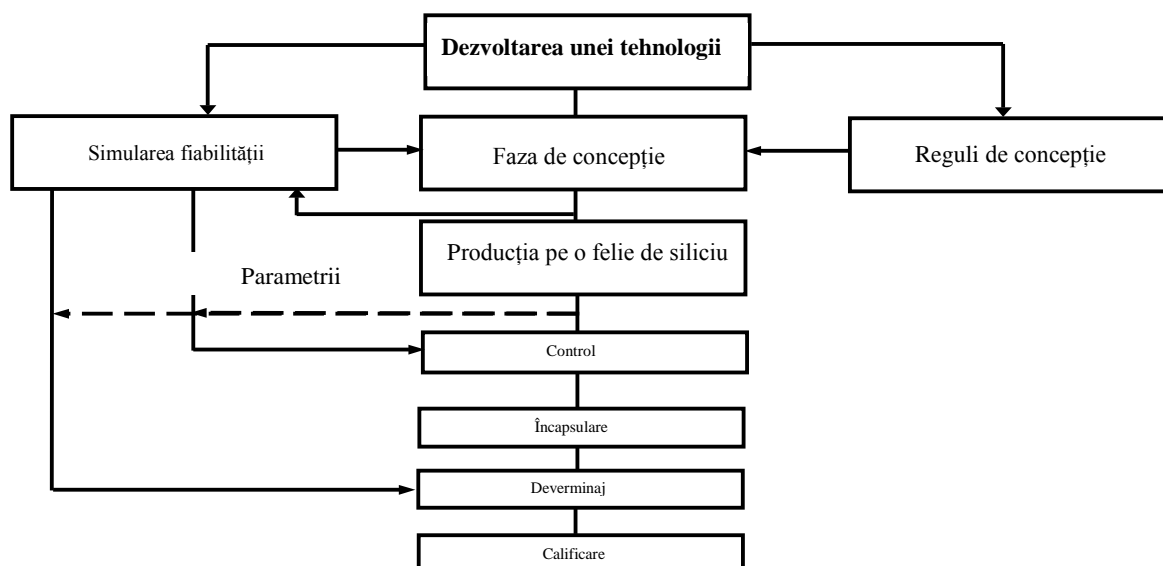 Dezvoltarea unei tehnologii
Simularea fiabilității
Faza de concepție
Reguli de concepție
Producția pe o felie de siliciu
Parametrii
Control
Încapsulare
Deverminaj
Calificare